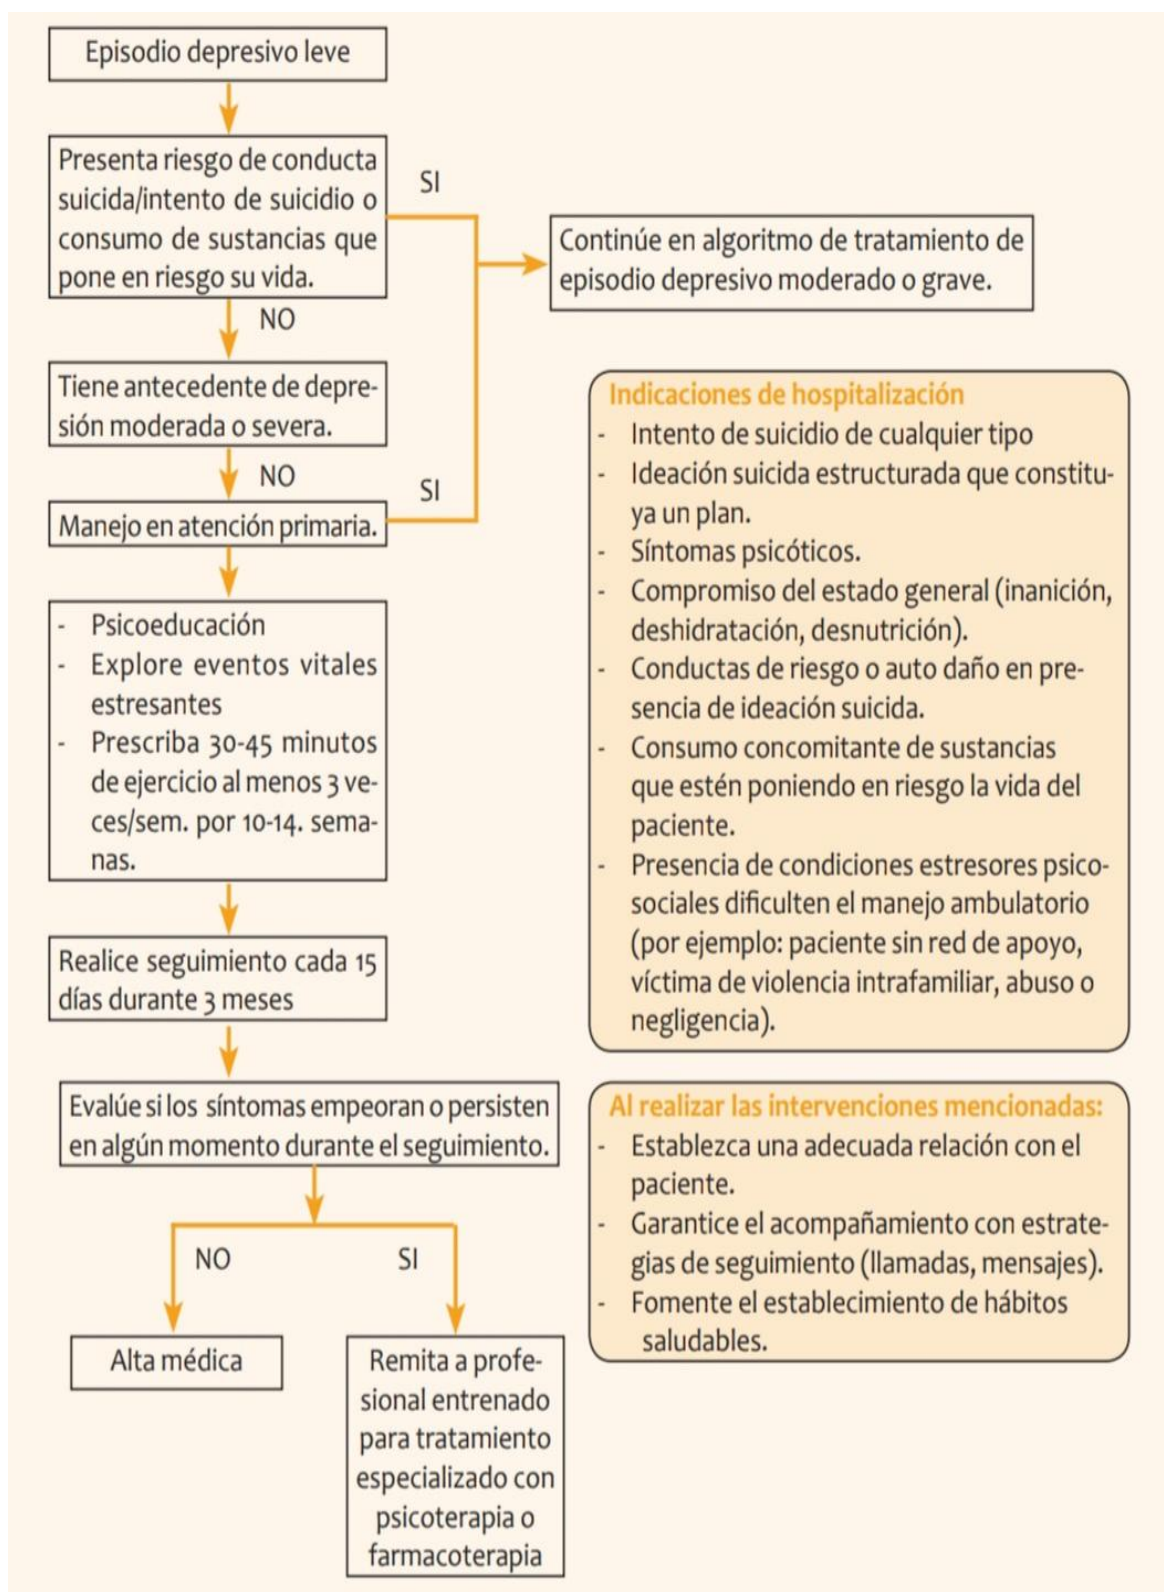 Episodio depresivo leve
Presenta riesgo de conducta
suicida/intento de suicidio o
consumo de sustancias que
pone en riesgo su vida.
SI
Continúe en algoritmo de tratamiento de
episodio depresivo moderado o grave.
NO
Tiene antecedente de depre-
sión moderada o severa.
NO
SI
Manejo en atención primaria.
- Psicoeducación
- Explore eventos vitales
estresantes
- Prescriba 30-45 minutos
de ejercicio al menos 3 ve-
ces/sem. por 10-14. sema-
nas.
Realice seguimiento cada 15
días durante 3 meses
Evalúe si los síntomas empeoran o persisten
en algún momento durante el seguimiento.
NO
SI
Alta médica
Remita a profe-
sional entrenado
para tratamiento
especializado con
psicoterapia o
farmacoterapia
Indicaciones de hospitalización
- Intento de suicidio de cualquier tipo
- Ideación suicida estructurada que constitu-
ya un plan.
- Síntomas psicóticos.
- Compromiso del estado general (inanición,
deshidratación, desnutrición).
- Conductas de riesgo o auto daño en pre-
sencia de ideación suicida.
- Consumo concomitante de sustancias
que estén poniendo en riesgo la vida del
paciente.
- Presencia de condiciones estresores psico-
sociales dificulten el manejo ambulatorio
(por ejemplo: paciente sin red de apoyo,
víctima de violencia intrafamiliar, abuso o
negligencia).
Al realizar las intervenciones mencionadas:
- Establezca una adecuada relación con el
paciente.
- Garantice el acompañamiento con estrate-
gias de seguimiento (llamadas, mensajes).
- Fomente el establecimiento de hábitos
saludables.